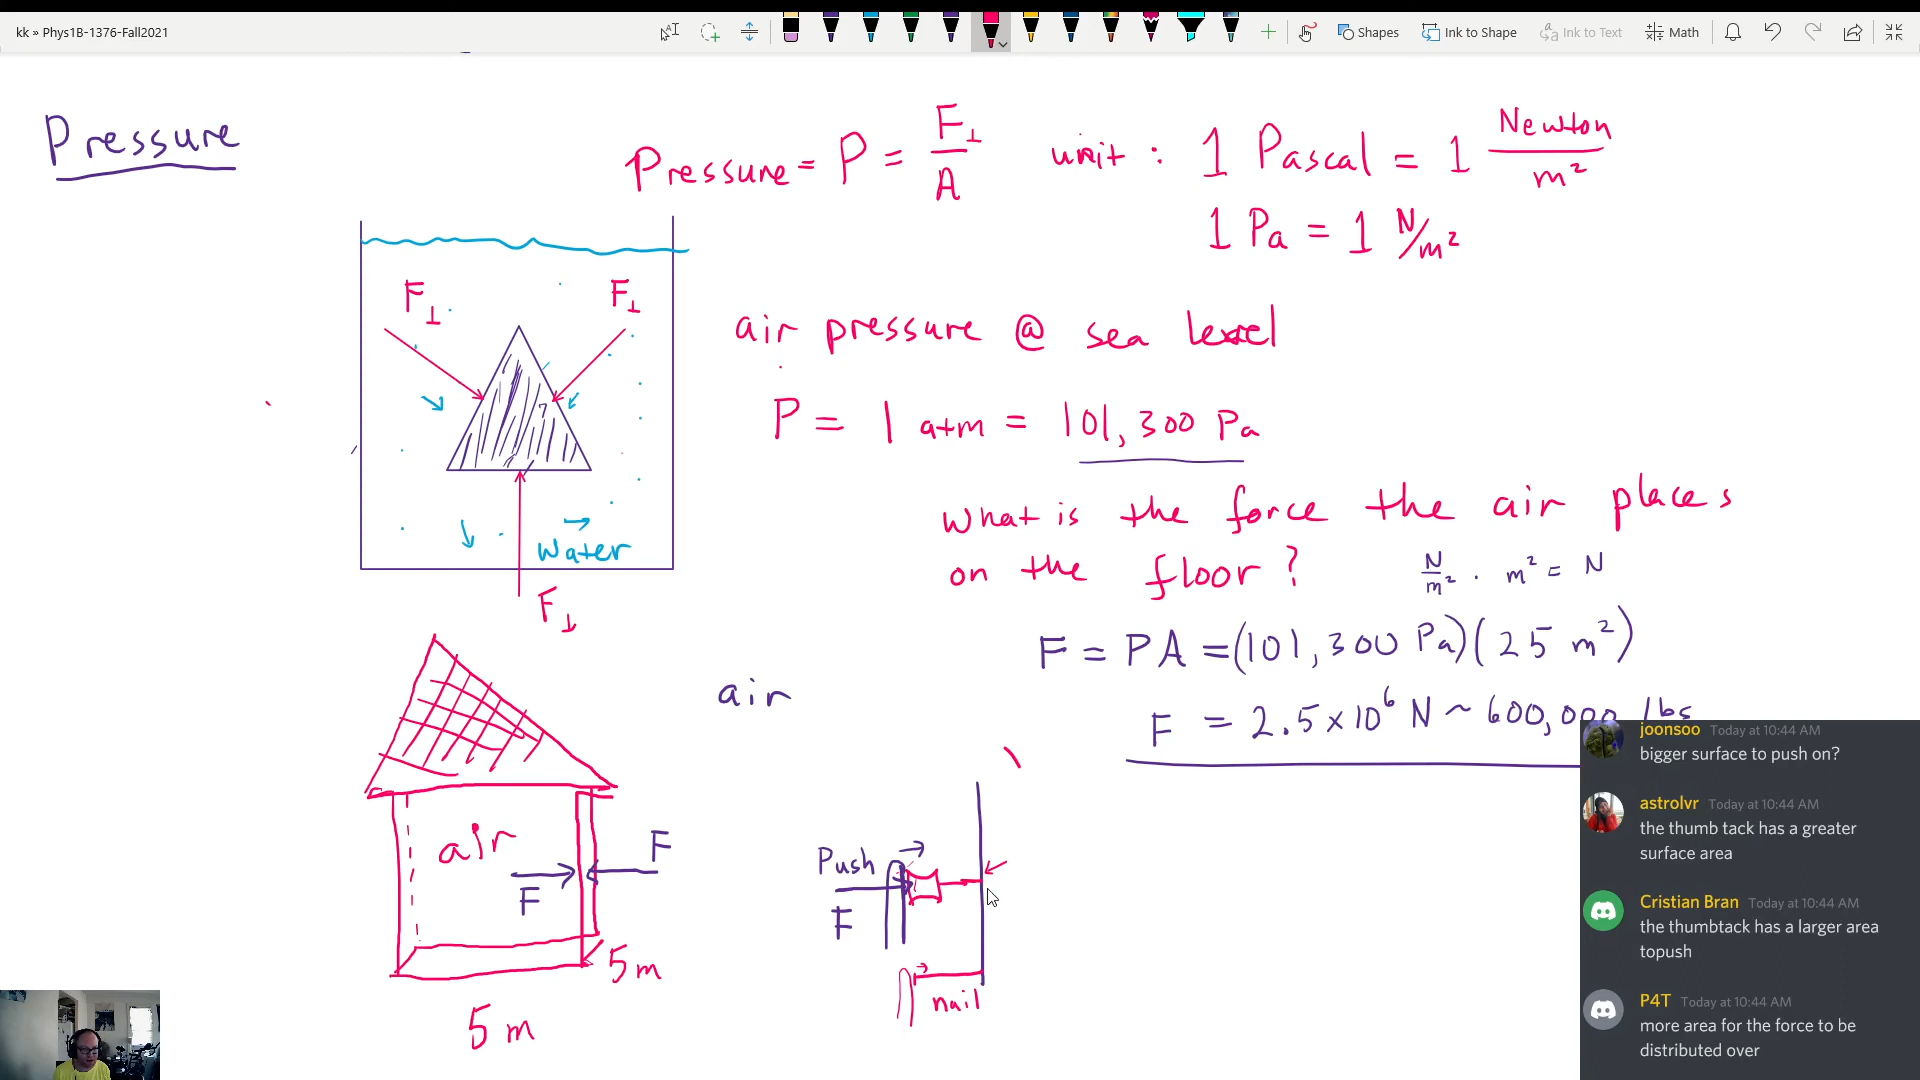 kk » Phys1B-1376-Fall2021
Shapes
Ink to Shape
Ink to Text
Math
Pressure
Pressure = P = F⊥ / A
unit : 1 Pascal = 1 Newton / m²
1 Pa = 1 N/m²
F⊥
F⊥
Water
F⊥
air pressure @ sea level
P = 1 atm = 101,300 Pa
What is the force the air places
on the floor?
N/m² · m² = N
F = PA = (101,300 Pa)(25 m²)
F = 2.5 x 10⁶ N ~ 600,000 lbs
air
air
F
F
5 m
5 m
Push
F
nail
joonsoo Today at 10:44 AM
bigger surface to push on?
astrolvr Today at 10:44 AM
the thumb tack has a greater
surface area
Cristian Bran Today at 10:44 AM
the thumbtack has a larger area
topush
P4T Today at 10:44 AM
more area for the force to be
distributed over